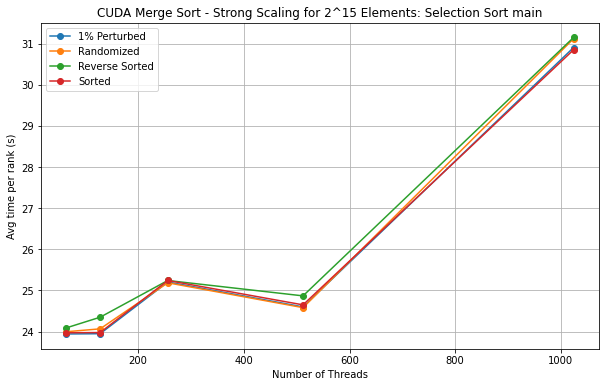 CUDA Merge Sort - Strong Scaling for 2^15 Elements: Selection Sort main
1% Perturbed
Randomized
Reverse Sorted
Sorted
31
30
29
28
27
26
25
24
Avg time per rank (s)
200
400
600
800
1000
Number of Threads